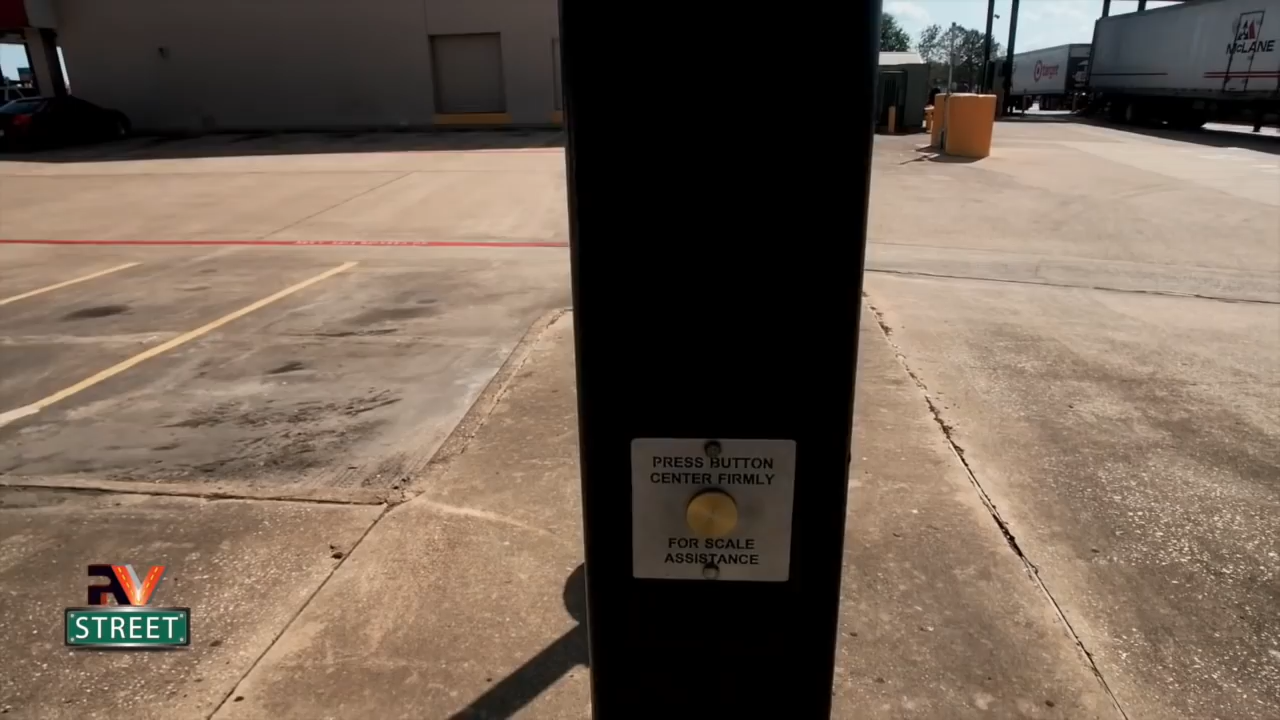 McLANE
PRESS BUTTON
CENTER FIRMLY
FOR SCALE
ASSISTANCE
RV
STREET